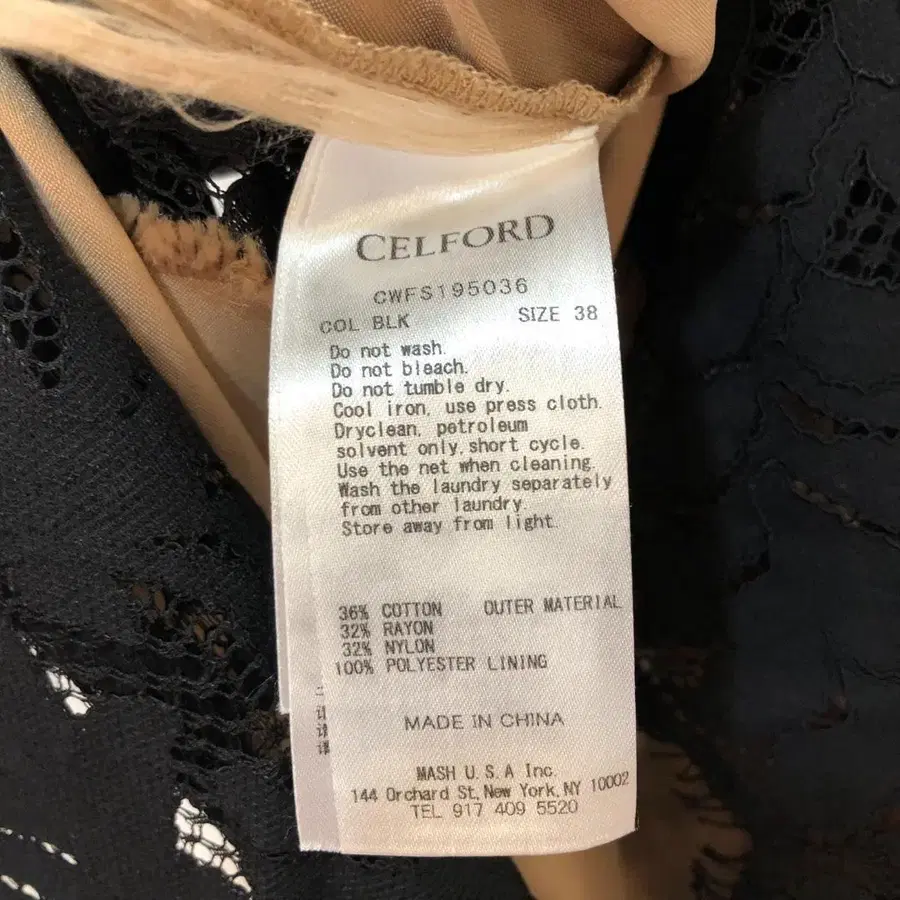 CELFORD
CWFS195036
COL BLK SIZE 38
Do not wash.
Do not bleach.
Do not tumble dry.
Cool iron, use press cloth.
Dryclean, petroleum
solvent only, short cycle.
Use the net when cleaning.
Wash the laundry separately
from other laundry.
Store away from light.
36% COTTON OUTER MATERIAL
32% RAYON
32% NYLON
100% POLYESTER LINING
MADE IN CHINA
MASH U.S.A Inc.
144 Orchard St, New York, NY 10002
TEL 917 409 5520